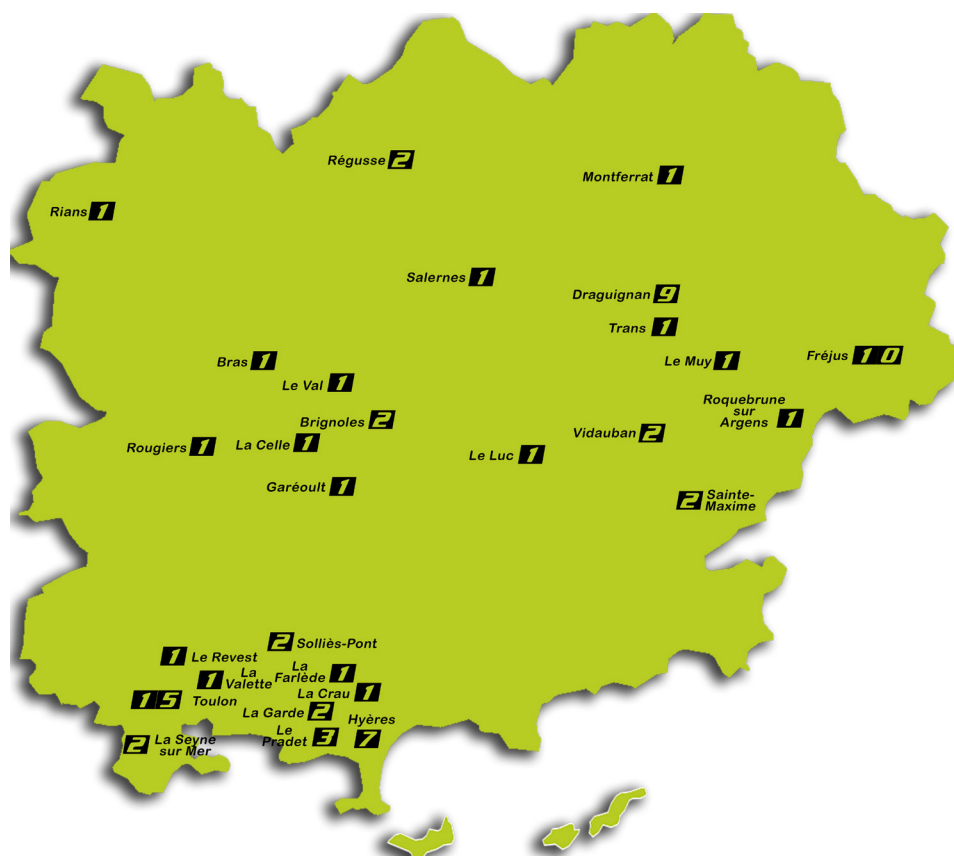 Régusse 2
Montferrat 1
Rians 1
Salernes 1
Draguignan 9
Trans 1
Bras 1
Le Muy 1
Fréjus 10
Le Val 1
Roquebrune
sur
Argens 1
Brignoles 2
Vidauban 2
Rougiers 1
La Celle 1
Le Luc 1
Garéoult 1
2 Sainte-
Maxime
2 Solliès-Pont
1 Le Revest
La
Farlède 1
1 La
Valette
La Crau 1
15 Toulon
La Garde 2
Hyères
7
Le
Pradet 3
2 La Seyne
sur Mer